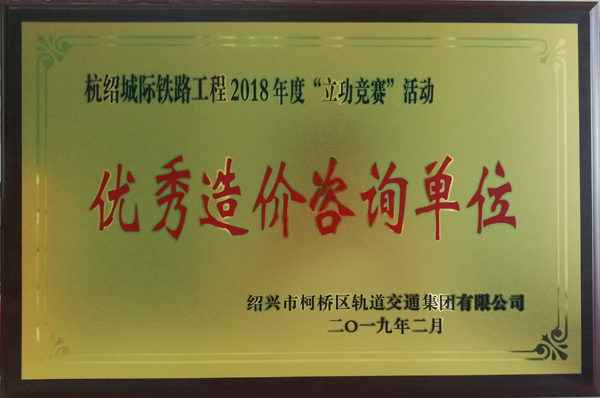 杭绍城际铁路工程2018年度“立功竞赛”活动
优秀造价咨询单位
绍兴市柯桥区轨道交通集团有限公司
二〇一九年二月